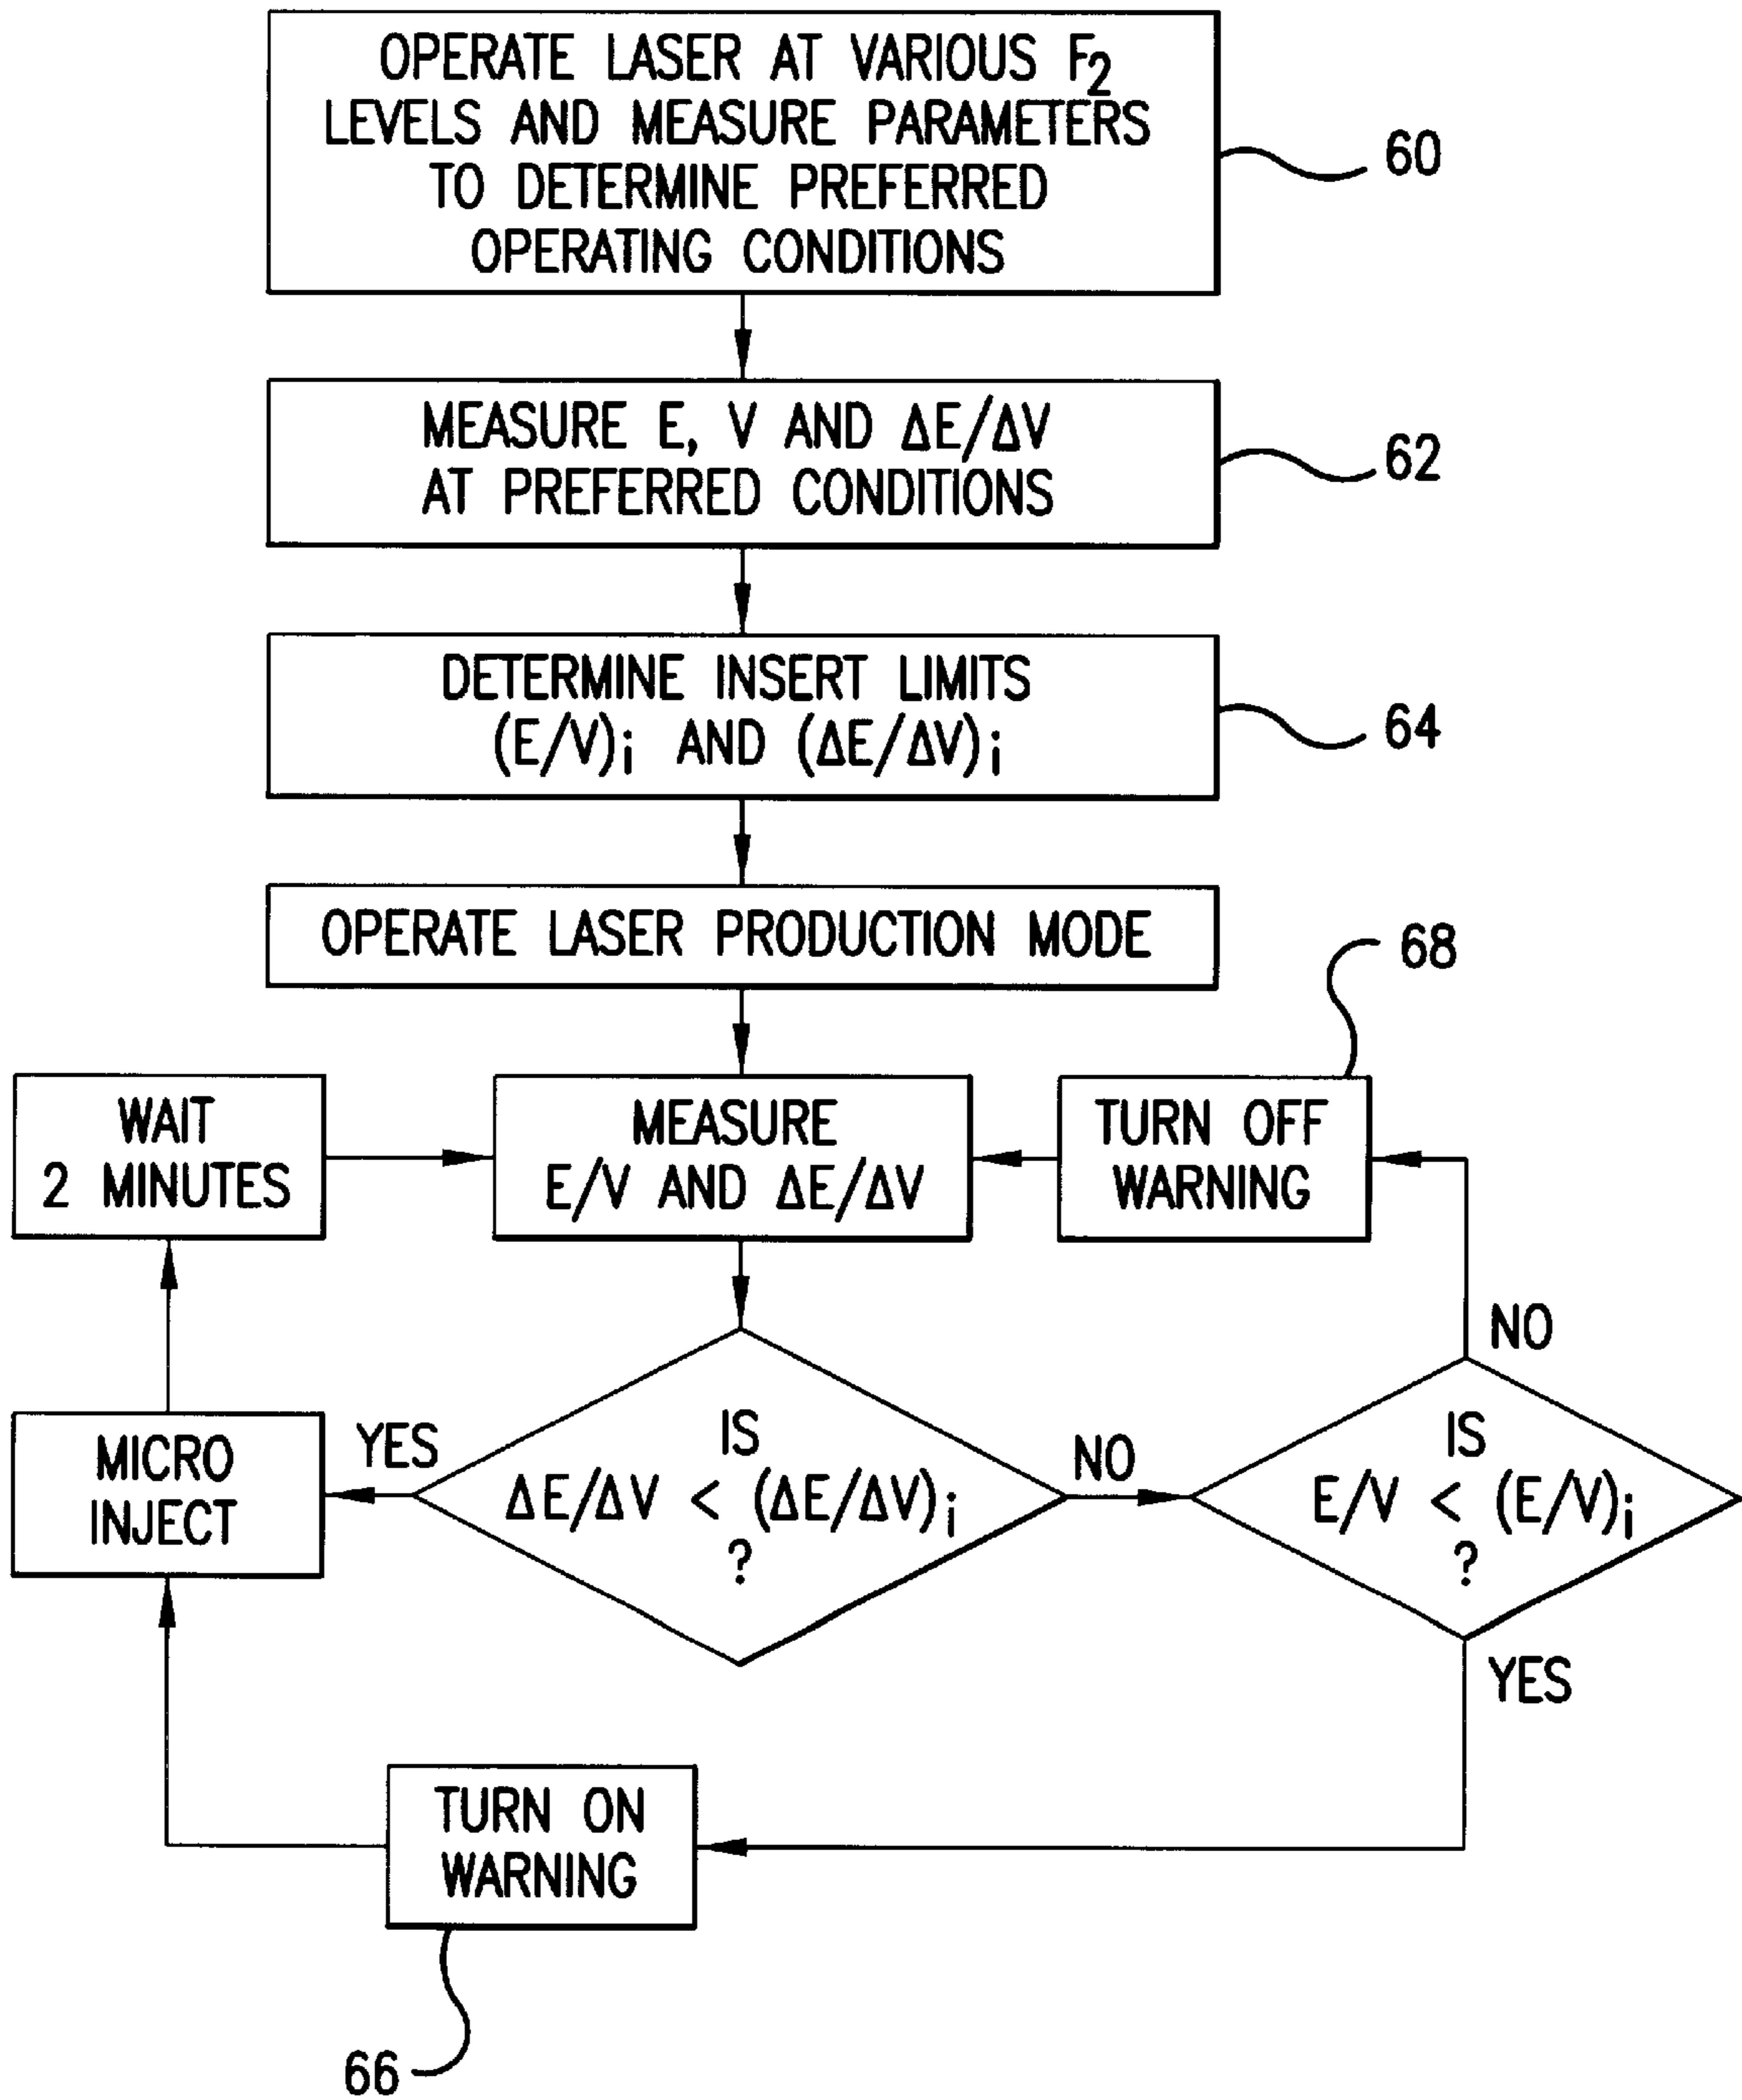 OPERATE LASER AT VARIOUS F2
LEVELS AND MEASURE PARAMETERS
TO DETERMINE PREFERRED
OPERATING CONDITIONS
60
MEASURE E, V AND ΔE/ΔV
AT PREFERRED CONDITIONS
62
DETERMINE INSERT LIMITS
(E/V)i AND (ΔE/ΔV)i
64
OPERATE LASER PRODUCTION MODE
68
WAIT
2 MINUTES
MEASURE
E/V AND ΔE/ΔV
TURN OFF
WARNING
NO
MICRO
INJECT
YES
IS
ΔE/ΔV < (ΔE/ΔV)i
?
NO
IS
E/V < (E/V)i
?
YES
TURN ON
WARNING
66